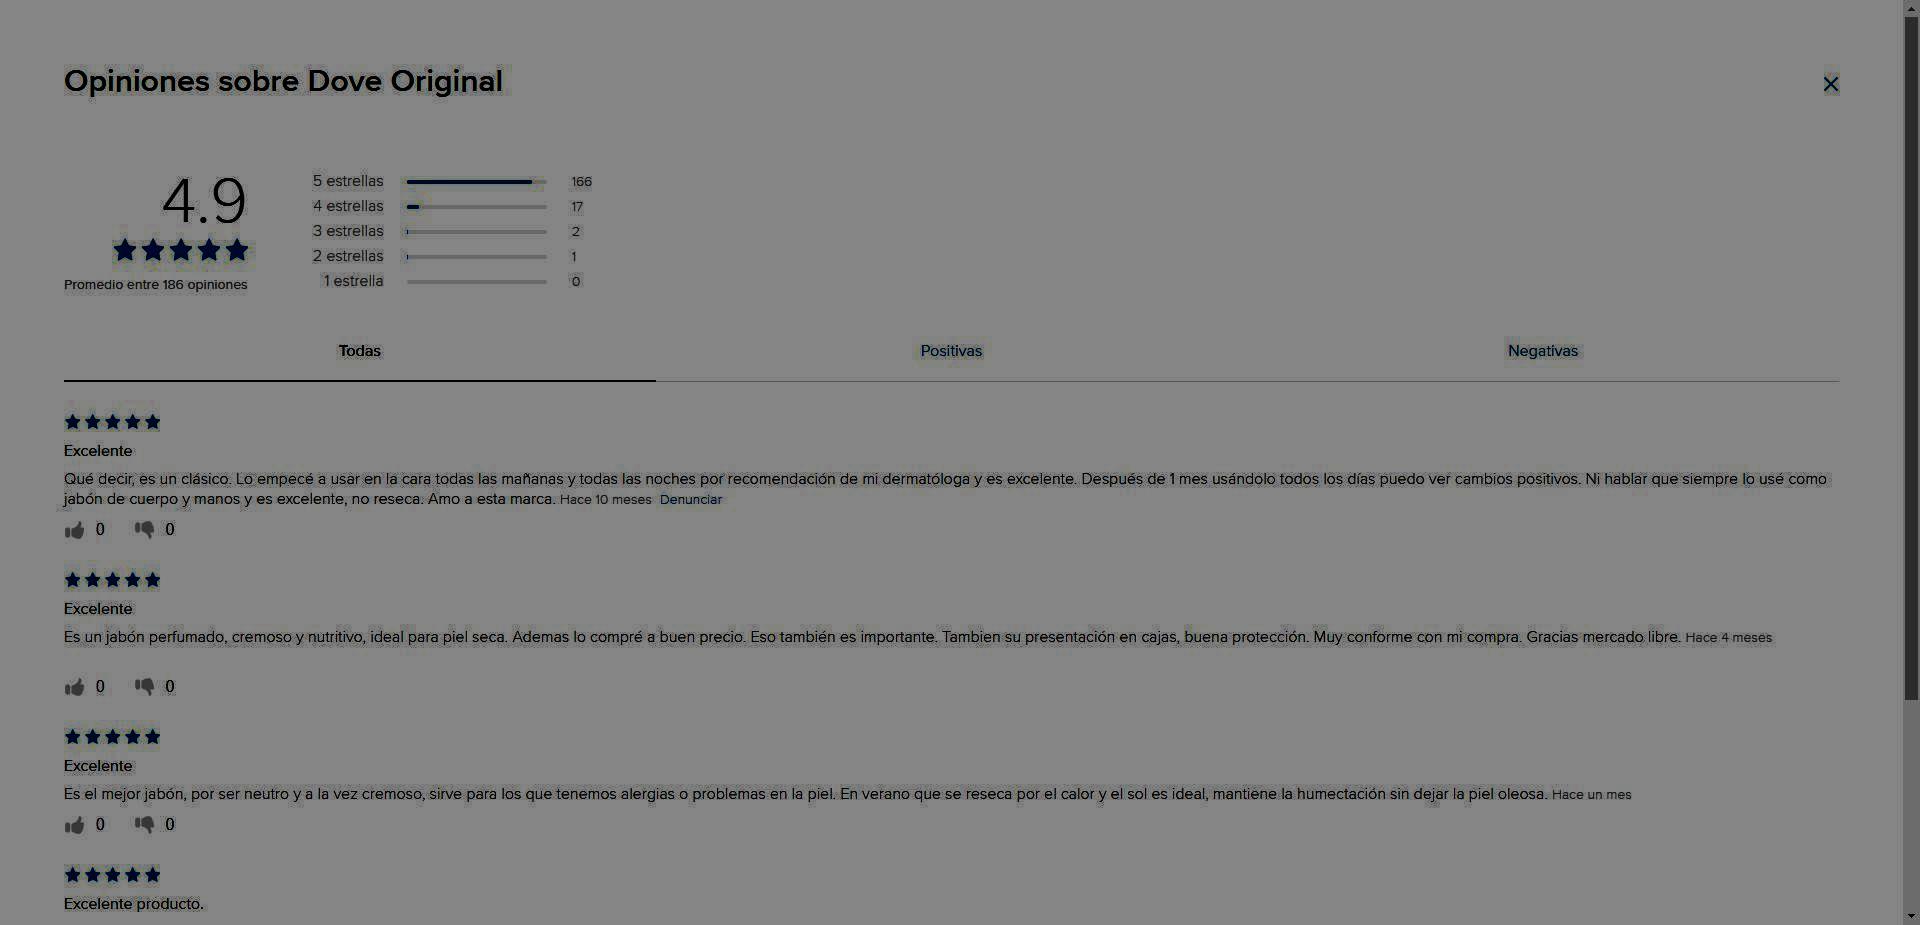 Opiniones sobre Dove Original
4.9
Promedio entre 186 opiniones
5 estrellas 166
4 estrellas 17
3 estrellas 2
2 estrellas 1
1 estrella 0
Todas Positivas Negativas
Excelente
Qué decir, es un clásico. Lo empecé a usar en la cara todas las mañanas y todas las noches por recomendación de mi dermatóloga y es excelente. Después de 1 mes usándolo todos los días puedo ver cambios positivos. Ni hablar que siempre lo usé como
jabón de cuerpo y manos y es excelente, no reseca. Amo a esta marca. Hace 10 meses Denunciar
0 0
Excelente
Es un jabón perfumado, cremoso y nutritivo, ideal para piel seca. Ademas lo compré a buen precio. Eso también es importante. Tambien su presentación en cajas, buena protección. Muy conforme con mi compra. Gracias mercado libre. Hace 4 meses
0 0
Excelente
Es el mejor jabón, por ser neutro y a la vez cremoso, sirve para los que tenemos alergias o problemas en la piel. En verano que se reseca por el calor y el sol es ideal, mantiene la humectación sin dejar la piel oleosa. Hace un mes
0 0
Excelente producto.